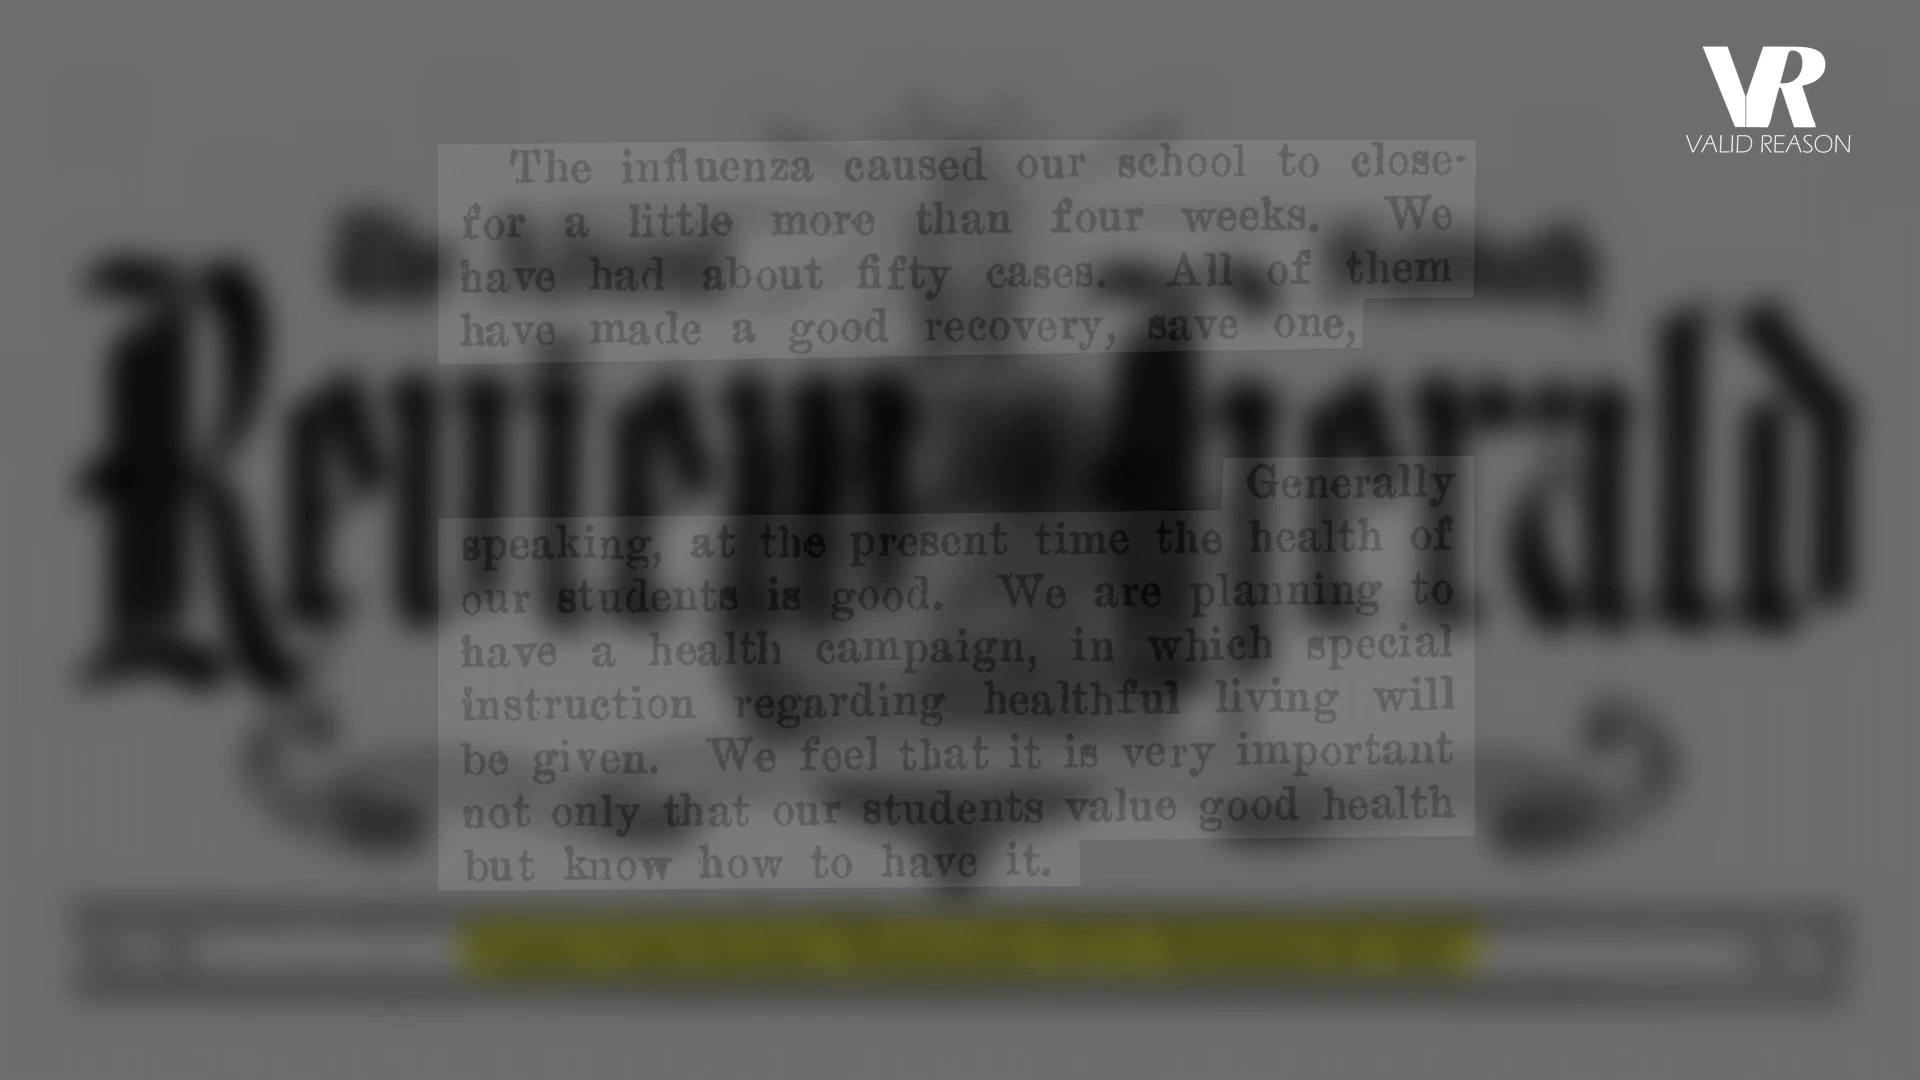 VR
VALID REASON
The influenza caused our school to close
for a little more than four weeks. We
have had about fifty cases. All of them
have made a good recovery, save one,
Review Herald
Generally
speaking, at the present time the health of
our students is good. We are planning to
have a health campaign, in which special
instruction regarding healthful living will
be given. We feel that it is very important
not only that our students value good health
but know how to have it.